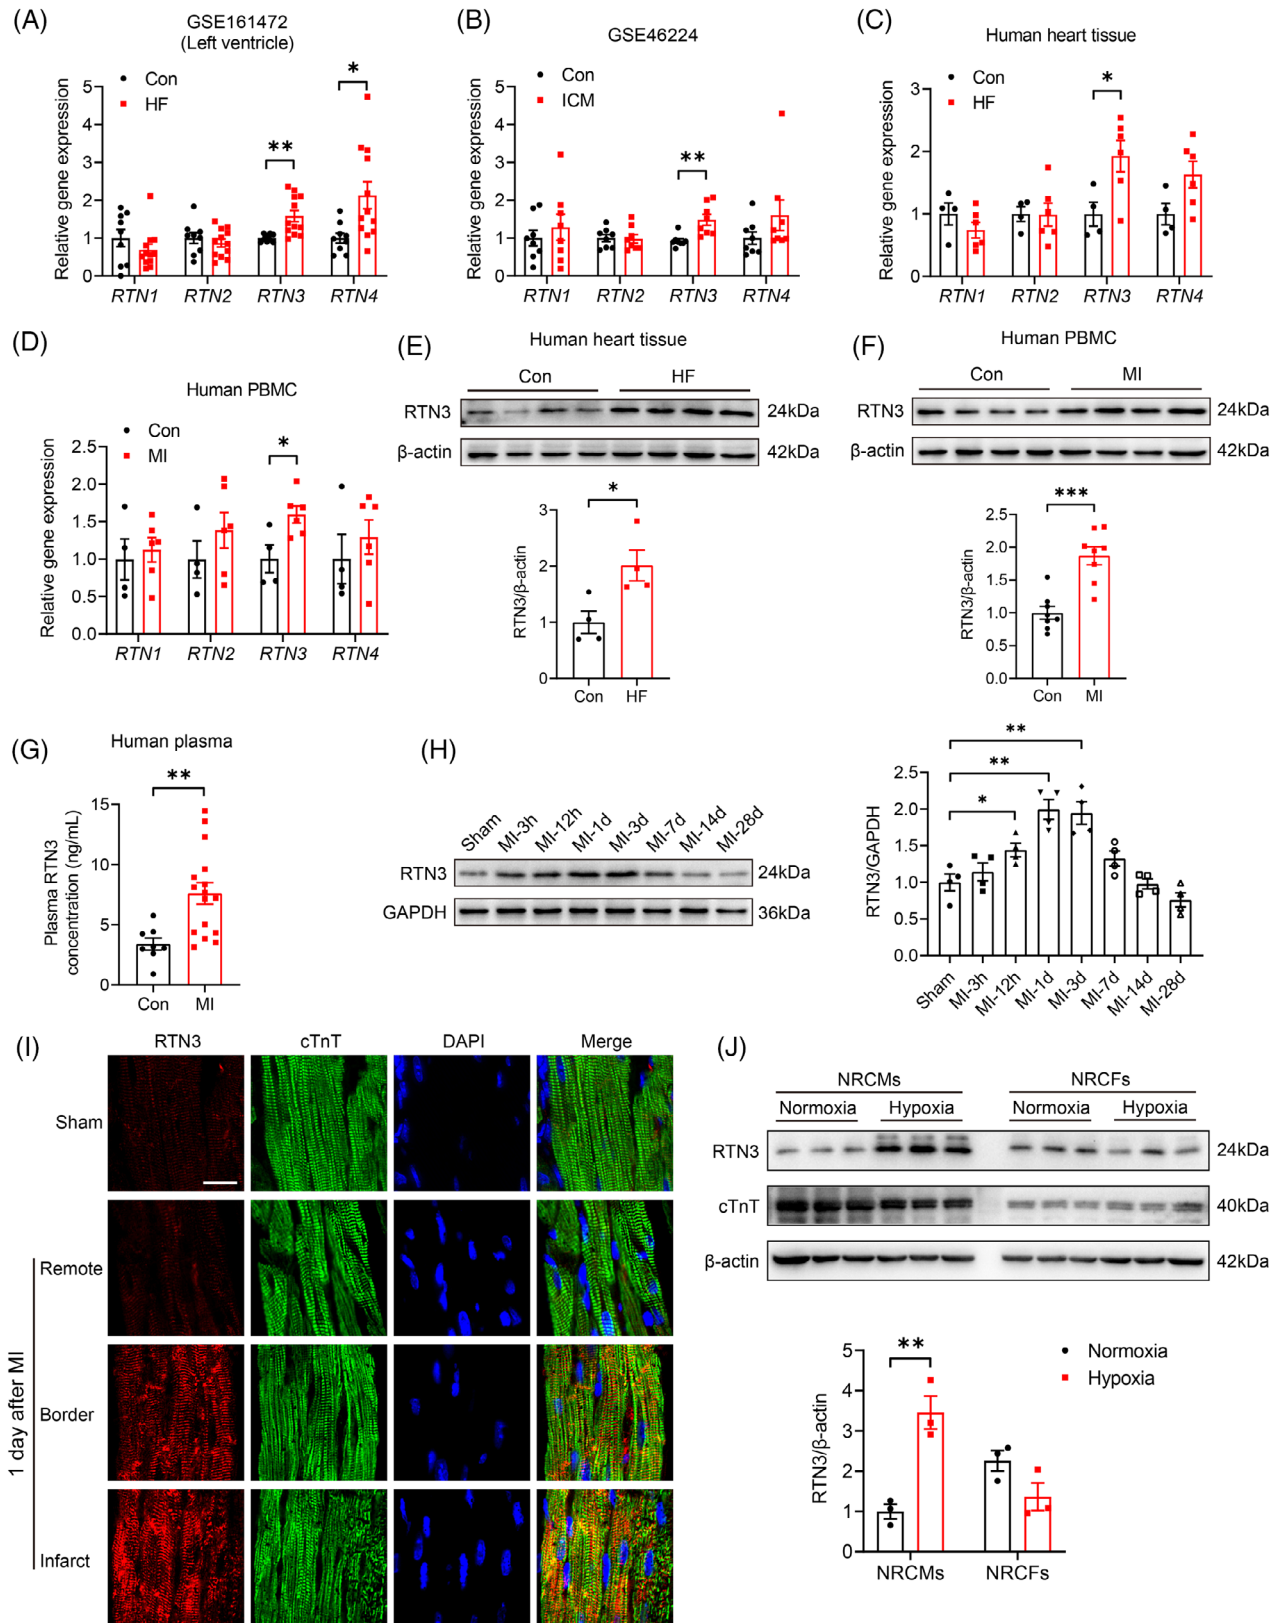 (A)
GSE161472
(Left ventricle)
Relative gene expression
5
4
3
2
1
0
Con
HF
**
*
RTN1 RTN2 RTN3 RTN4
(B)
GSE46224
Relative gene expression
5
4
3
2
1
0
Con
ICM
**
RTN1 RTN2 RTN3 RTN4
(C)
Human heart tissue
Relative gene expression
3
2
1
0
Con
HF
*
RTN1 RTN2 RTN3 RTN4
(D)
Human PBMC
Relative gene expression
2.5
2.0
1.5
1.0
0.5
0.0
Con
MI
*
RTN1 RTN2 RTN3 RTN4
(E)
Human heart tissue
Con HF
RTN3 24kDa
β-actin 42kDa
RTN3/β-actin
3
2
1
0
*
Con HF
(F)
Human PBMC
Con MI
RTN3 24kDa
β-actin 42kDa
RTN3/β-actin
2.5
2.0
1.5
1.0
0.5
0.0
***
Con MI
(G)
Human plasma
Plasma RTN3
concentration (ng/mL)
15
10
5
0
**
Con MI
(H)
Sham MI-3h MI-12h MI-1d MI-3d MI-7d MI-14d MI-28d
RTN3 24kDa
GAPDH 36kDa
RTN3/GAPDH
2.5
2.0
1.5
1.0
0.5
0.0
**
**
*
Sham MI-3h MI-12h MI-1d MI-3d MI-7d MI-14d MI-28d
(I)
RTN3 cTnT DAPI Merge
Sham
1 day after MI
Remote
Border
Infarct
(J)
NRCMs NRCFs
Normoxia Hypoxia Normoxia Hypoxia
RTN3 24kDa
cTnT 40kDa
β-actin 42kDa
RTN3/β-actin
5
4
3
2
1
0
**
Normoxia
Hypoxia
NRCMs NRCFs